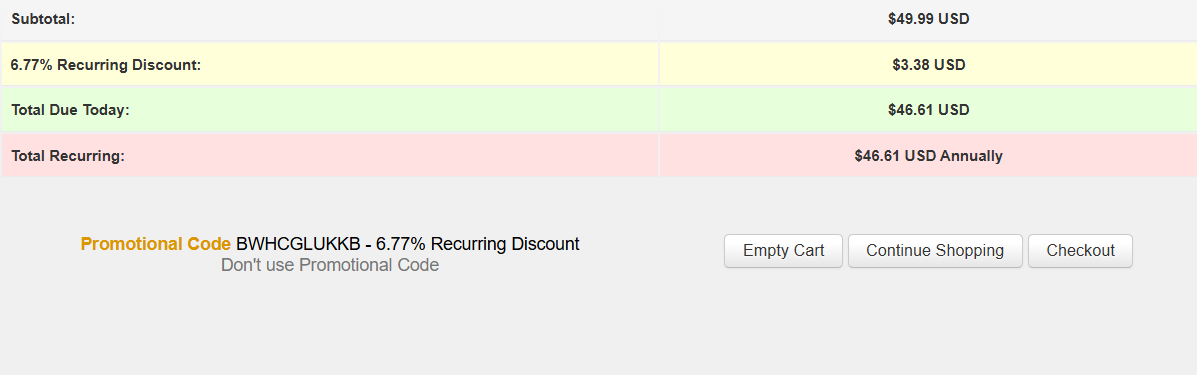 Subtotal: $49.99 USD
6.77% Recurring Discount: $3.38 USD
Total Due Today: $46.61 USD
Total Recurring: $46.61 USD Annually
Promotional Code BWHCGLUKKB - 6.77% Recurring Discount
Don't use Promotional Code
Empty Cart Continue Shopping Checkout